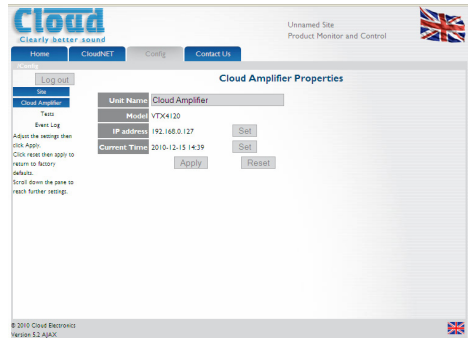 Cloud
Clearly better sound
Unnamed Site
Product Monitor and Control
Home CloudNET Config Contact Us
/Config
Log out
Cloud Amplifier Properties
Site
Cloud Amplifier
Tests
Event Log
Adjust the settings then
click Apply.
Click reset then apply to
return to factory
defaults.
Scroll down the pane to
reach further settings.
Unit Name Cloud Amplifier
Model VTX4120
IP address 192.168.0.127 Set
Current Time 2010-12-15 14:39 Set
Apply Reset
© 2010 Cloud Electronics
Version 5.2 AJAX